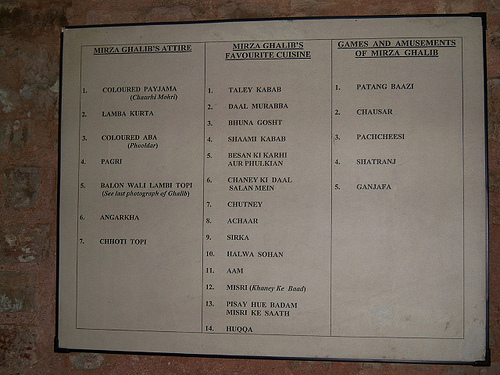 MIRZA GHALIB'S ATTIRE
1. COLOURED PAYJAMA
(Chaarhi Mohri)
2. LAMBA KURTA
3. COLOURED ABA
(Phooldar)
4. PAGRI
5. BALON WALI LAMBI TOPI
(See last photograph of Ghalib)
6. ANGARKHA
7. CHHOTI TOPI
MIRZA GHALIB'S
FAVOURITE CUISINE
1. TALEY KABAB
2. DAAL MURABBA
3. BHUNA GOSHT
4. SHAAMI KABAB
5. BESAN KI KARHI
AUR PHULKIAN
6. CHANEY KI DAAL
SALAN MEIN
7. CHUTNEY
8. ACHAAR
9. SIRKA
10. HALWA SOHAN
11. AAM
12. MISRI (Khaney Ke Baad)
13. PISAY HUE BADAM
MISRI KE SAATH
14. HUQQA
GAMES AND AMUSEMENTS
OF MIRZA GHALIB
1. PATANG BAAZI
2. CHAUSAR
3. PACHCHEESI
4. SHATRANJ
5. GANJAFA